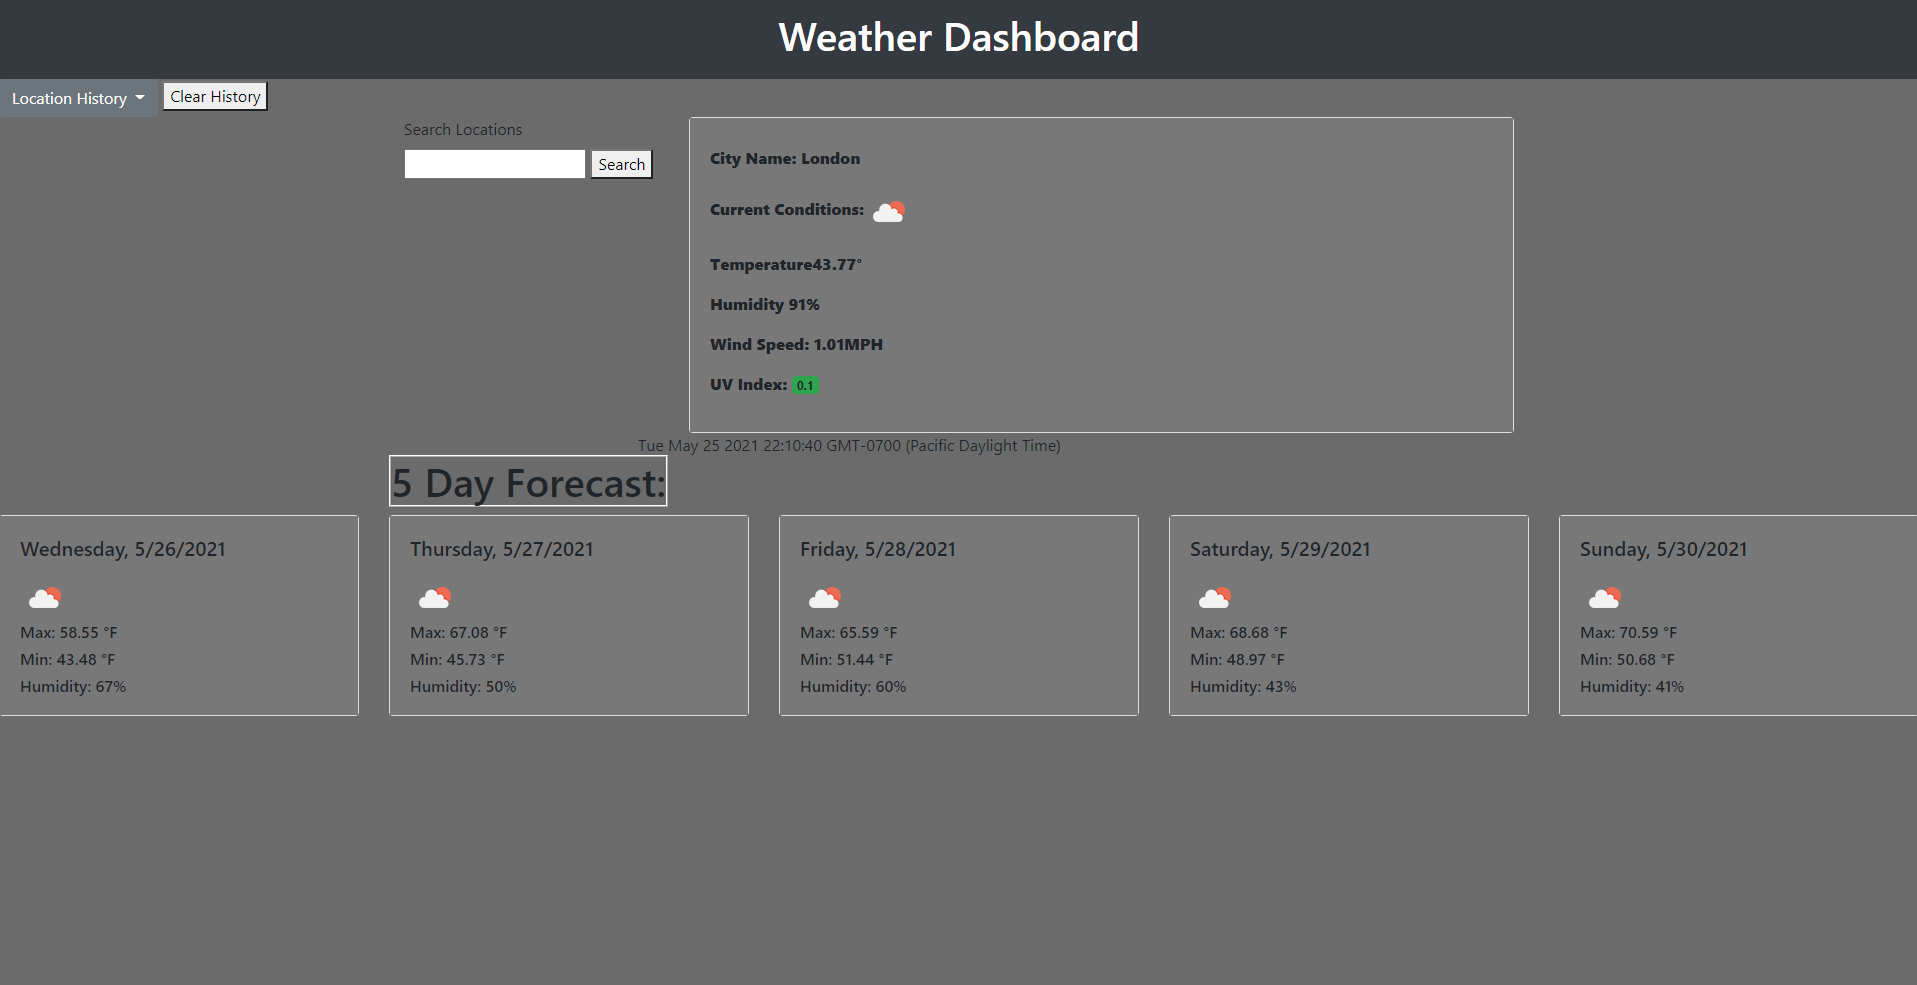 Weather Dashboard
Location History
Clear History
Search Locations
Search
City Name: London
Current Conditions:
Temperature43.77°
Humidity 91%
Wind Speed: 1.01MPH
UV Index: 0.1
Tue May 25 2021 22:10:40 GMT-0700 (Pacific Daylight Time)
5 Day Forecast:
Wednesday, 5/26/2021
Max: 58.55 °F
Min: 43.48 °F
Humidity: 67%
Thursday, 5/27/2021
Max: 67.08 °F
Min: 45.73 °F
Humidity: 50%
Friday, 5/28/2021
Max: 65.59 °F
Min: 51.44 °F
Humidity: 60%
Saturday, 5/29/2021
Max: 68.68 °F
Min: 48.97 °F
Humidity: 43%
Sunday, 5/30/2021
Max: 70.59 °F
Min: 50.68 °F
Humidity: 41%